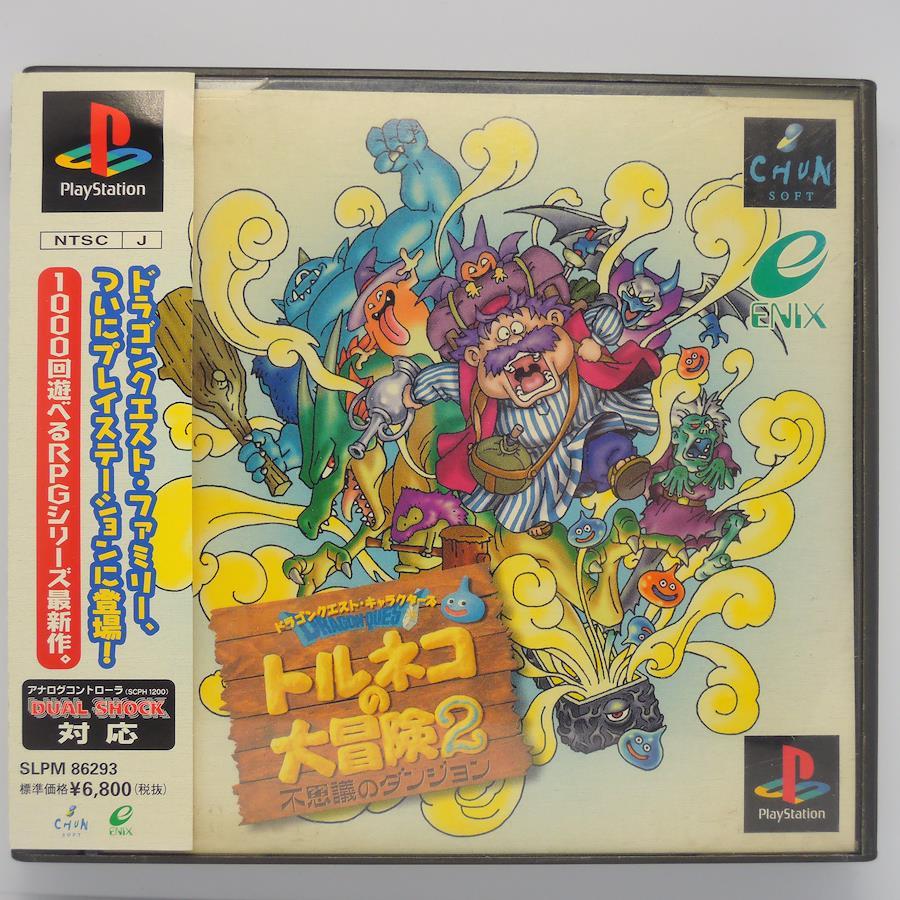 PlayStation
NTSC J
ドラゴンクエスト・ファミリー、
ついにプレイステーションに登場！
1000回遊べるRPGシリーズ最新作。
アナログコントローラ(SCPH1200)
DUAL SHOCK
対応
SLPM 86293
標準価格¥6,800(税抜)
CHUN
SOFT
ENIX
CHUN
SOFT
ENIX
ドラゴンクエスト・キャラクターズ
DRAGON QUEST
トルネコ
の
大冒険2
不思議のダンジョン
PlayStation